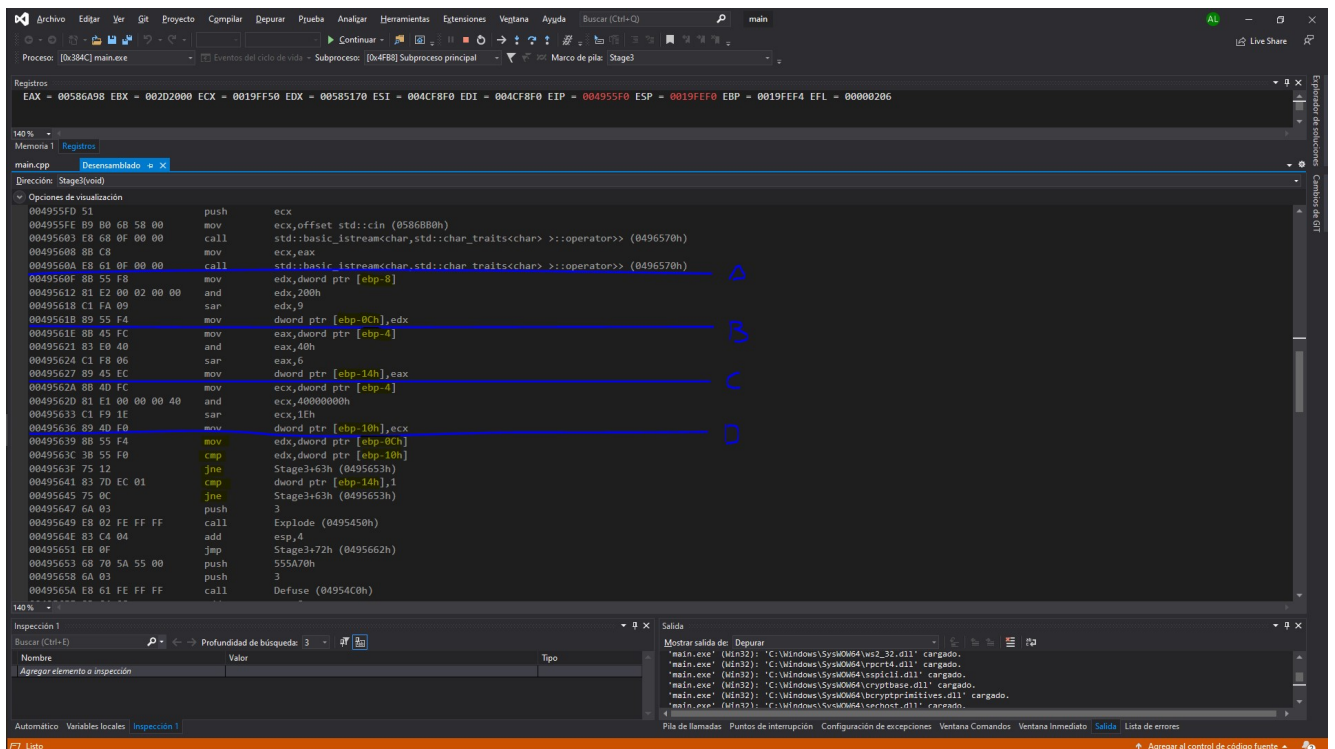 Archivo Editar Ver Git Proyecto Compilar Depurar Prueba Analizar Herramientas Extensiones Ventana Ayuda Buscar (Ctrl+Q) main AL
Continuar Live Share
Proceso: [0x384C] main.exe Eventos del ciclo de vida Subproceso: [0x4FB8] Subproceso principal Marco de pila: Stage3
Registros
EAX = 00586A98 EBX = 002D2000 ECX = 0019FF50 EDX = 00585170 ESI = 004CF8F0 EDI = 004CF8F0 EIP = 004955F0 ESP = 0019FEF0 EBP = 0019FEF4 EFL = 00000206
140 %
Memoria 1 Registros
main.cpp Desensamblado
Dirección: Stage3(void)
Opciones de visualización
004955FD 51 push ecx
004955FE B9 B0 6B 58 00 mov ecx,offset std::cin (0586BB0h)
00495603 E8 68 0F 00 00 call std::basic_istream<char,std::char_traits<char> >::operator>> (0496570h)
00495608 8B C8 mov ecx,eax
0049560A E8 61 0F 00 00 call std::basic_istream<char,std::char_traits<char> >::operator>> (0496570h)
A
0049560F 8B 55 F8 mov edx,dword ptr [ebp-8]
00495612 81 E2 00 02 00 00 and edx,200h
00495618 C1 FA 09 sar edx,9
0049561B 89 55 F4 mov dword ptr [ebp-0Ch],edx
B
0049561E 8B 45 FC mov eax,dword ptr [ebp-4]
00495621 83 E0 40 and eax,40h
00495624 C1 F8 06 sar eax,6
00495627 89 45 EC mov dword ptr [ebp-14h],eax
C
0049562A 8B 4D FC mov ecx,dword ptr [ebp-4]
0049562D 81 E1 00 00 00 40 and ecx,40000000h
00495633 C1 F9 1E sar ecx,1Eh
00495636 89 4D F0 mov dword ptr [ebp-10h],ecx
D
00495639 8B 55 F4 mov edx,dword ptr [ebp-0Ch]
0049563C 3B 55 F0 cmp edx,dword ptr [ebp-10h]
0049563F 75 12 jne Stage3+63h (0495653h)
00495641 83 7D EC 01 cmp dword ptr [ebp-14h],1
00495645 75 0C jne Stage3+63h (0495653h)
00495647 6A 03 push 3
00495649 E8 02 FE FF FF call Explode (0495450h)
0049564E 83 C4 04 add esp,4
00495651 EB 0F jmp Stage3+72h (0495662h)
00495653 68 70 5A 55 00 push 555A70h
00495658 6A 03 push 3
0049565A E8 61 FE FF FF call Defuse (04954C0h)
140 %
Explorador de soluciones
Cambios de GIT
Inspección 1
Buscar (Ctrl+E) Profundidad de búsqueda: 3
Nombre Valor Tipo
Agregar elemento a inspección
Automático Variables locales Inspección 1
Salida
Mostrar salida de: Depurar
'main.exe' (Win32): 'C:\Windows\SysWOW64\ws2_32.dll' cargado.
'main.exe' (Win32): 'C:\Windows\SysWOW64\rpcrt4.dll' cargado.
'main.exe' (Win32): 'C:\Windows\SysWOW64\sspicli.dll' cargado.
'main.exe' (Win32): 'C:\Windows\SysWOW64\cryptbase.dll' cargado.
'main.exe' (Win32): 'C:\Windows\SysWOW64\bcryptprimitives.dll' cargado.
'main.exe' (Win32): 'C:\Windows\SysWOW64\sechost.dll' cargado.
Pila de llamadas Puntos de interrupción Configuración de excepciones Ventana Comandos Ventana Inmediato Salida Lista de errores
Listo Agregar al control de código fuente